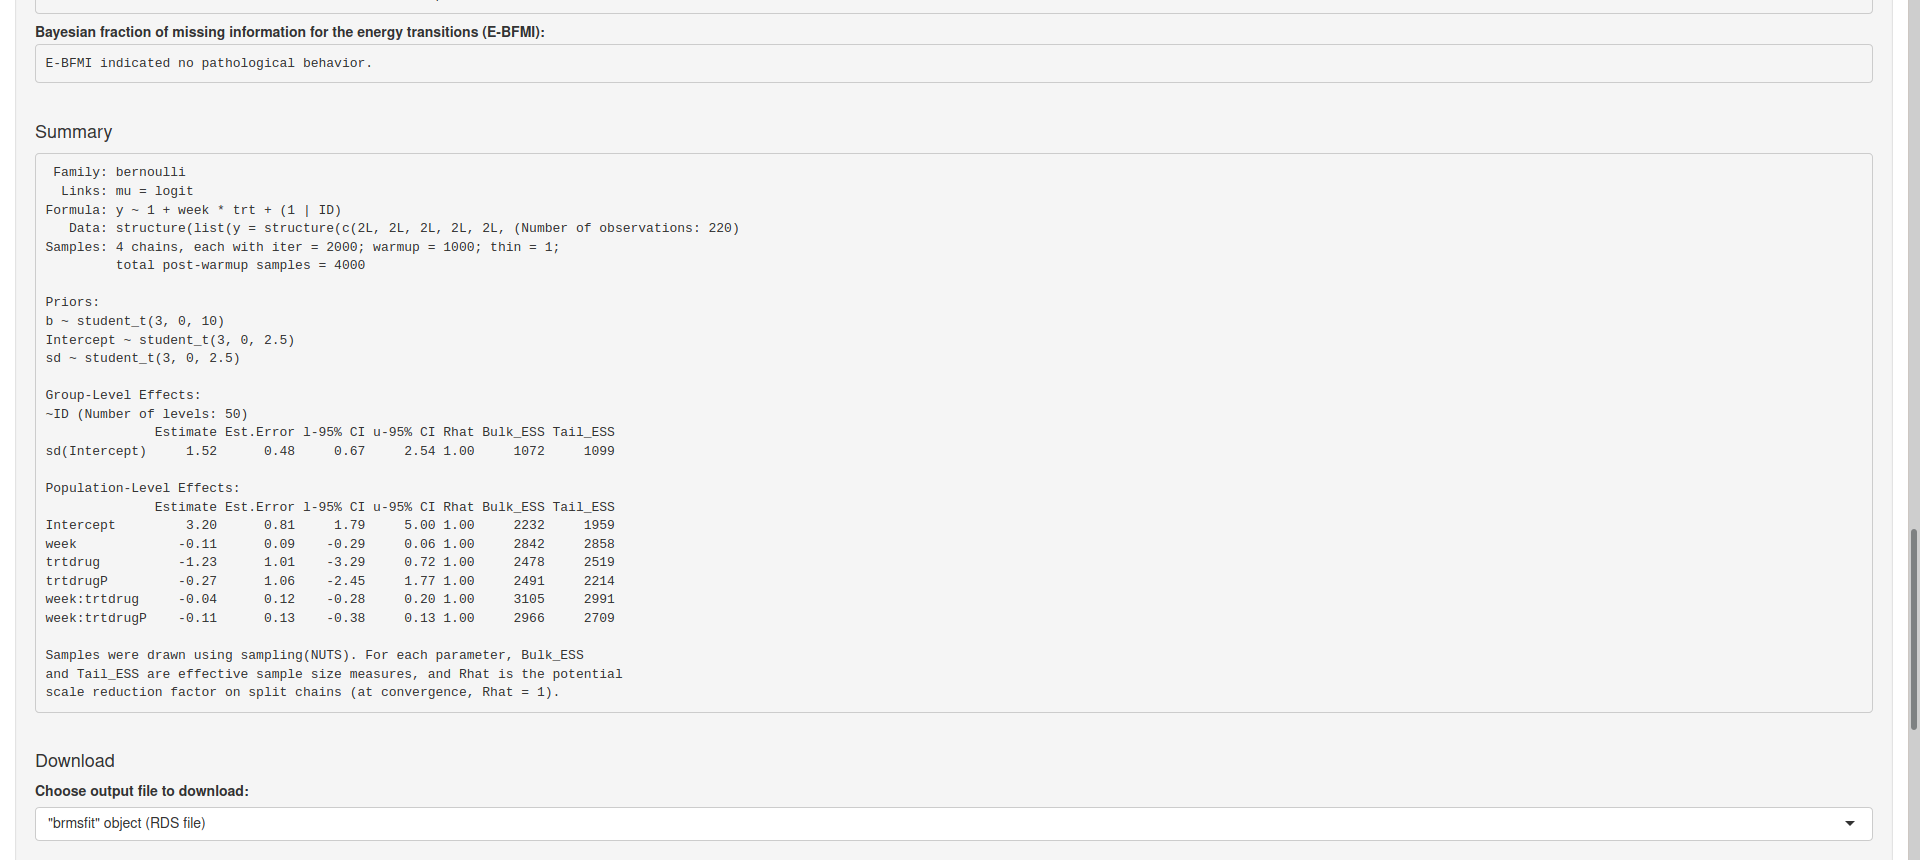 Bayesian fraction of missing information for the energy transitions (E-BFMI):
E-BFMI indicated no pathological behavior.
Summary
Family: bernoulli
Links: mu = logit
Formula: y ~ 1 + week * trt + (1 | ID)
Data: structure(list(y = structure(c(2L, 2L, 2L, 2L, 2L, (Number of observations: 220)
Samples: 4 chains, each with iter = 2000; warmup = 1000; thin = 1;
total post-warmup samples = 4000
Priors:
b ~ student_t(3, 0, 10)
Intercept ~ student_t(3, 0, 2.5)
sd ~ student_t(3, 0, 2.5)
Group-Level Effects:
~ID (Number of levels: 50)
Estimate Est.Error l-95% CI u-95% CI Rhat Bulk_ESS Tail_ESS
sd(Intercept) 1.52 0.48 0.67 2.54 1.00 1072 1099
Population-Level Effects:
Estimate Est.Error l-95% CI u-95% CI Rhat Bulk_ESS Tail_ESS
Intercept 3.20 0.81 1.79 5.00 1.00 2232 1959
week -0.11 0.09 -0.29 0.06 1.00 2842 2858
trtdrug -1.23 1.01 -3.29 0.72 1.00 2478 2519
trtdrugP -0.27 1.06 -2.45 1.77 1.00 2491 2214
week:trtdrug -0.04 0.12 -0.28 0.20 1.00 3105 2991
week:trtdrugP -0.11 0.13 -0.38 0.13 1.00 2966 2709
Samples were drawn using sampling(NUTS). For each parameter, Bulk_ESS
and Tail_ESS are effective sample size measures, and Rhat is the potential
scale reduction factor on split chains (at convergence, Rhat = 1).
Download
Choose output file to download:
"brmsfit" object (RDS file)